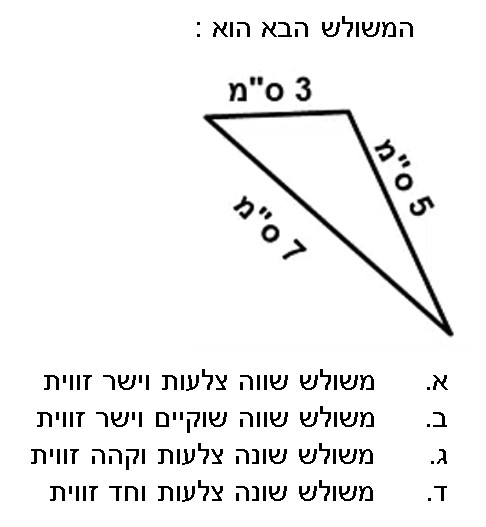 המשולש הבא הוא :
3 ס"מ
5 ס"מ
7 ס"מ
א. משולש שווה צלעות וישר זווית
ב. משולש שווה שוקיים וישר זווית
ג. משולש שונה צלעות וקהה זווית
ד. משולש שונה צלעות וחד זווית